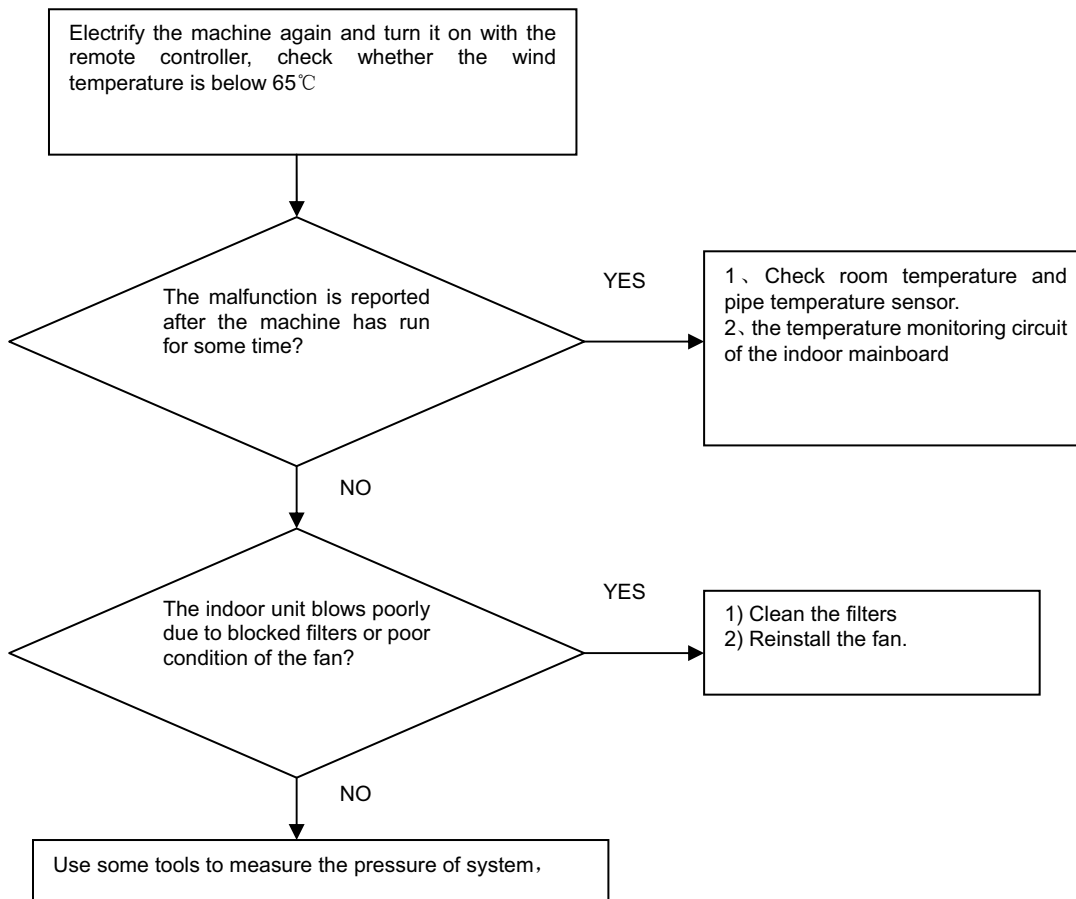 Electrify the machine again and turn it on with the
remote controller, check whether the wind
temperature is below 65℃
The malfunction is reported
after the machine has run
for some time?
YES
1、Check room temperature and
pipe temperature sensor.
2、the temperature monitoring circuit
of the indoor mainboard
NO
The indoor unit blows poorly
due to blocked filters or poor
condition of the fan?
YES
1) Clean the filters
2) Reinstall the fan.
NO
Use some tools to measure the pressure of system，